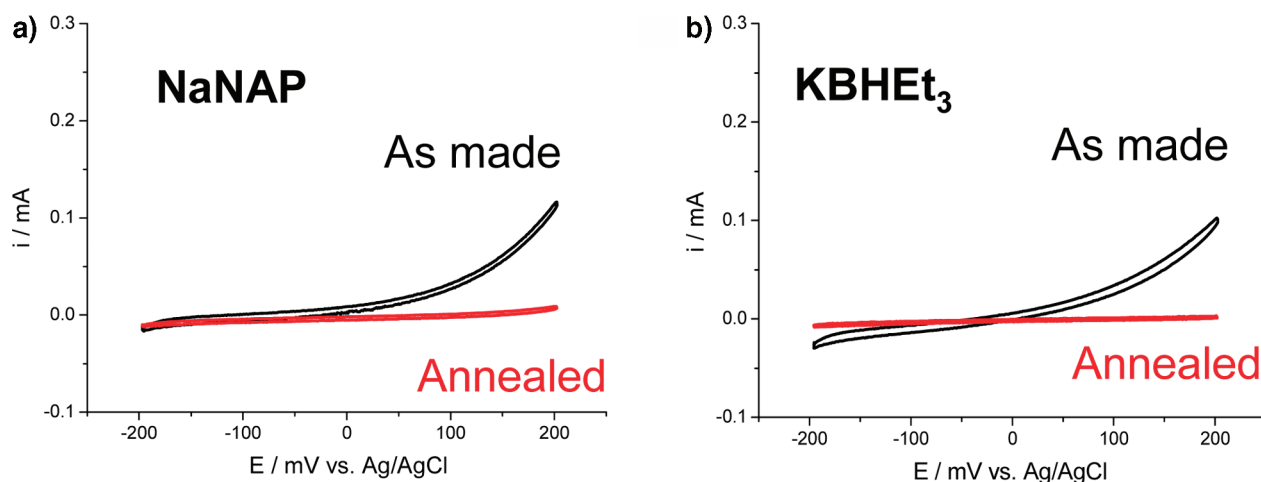 a)
NaNAP
As made
Annealed
i / mA
0.3
0.2
0.1
0.0
-0.1
-200 -100 0 100 200
E / mV vs. Ag/AgCl
b)
KBHEt₃
As made
Annealed
i / mA
0.3
0.2
0.1
0.0
-0.1
-200 -100 0 100 200
E / mV vs. Ag/AgCl